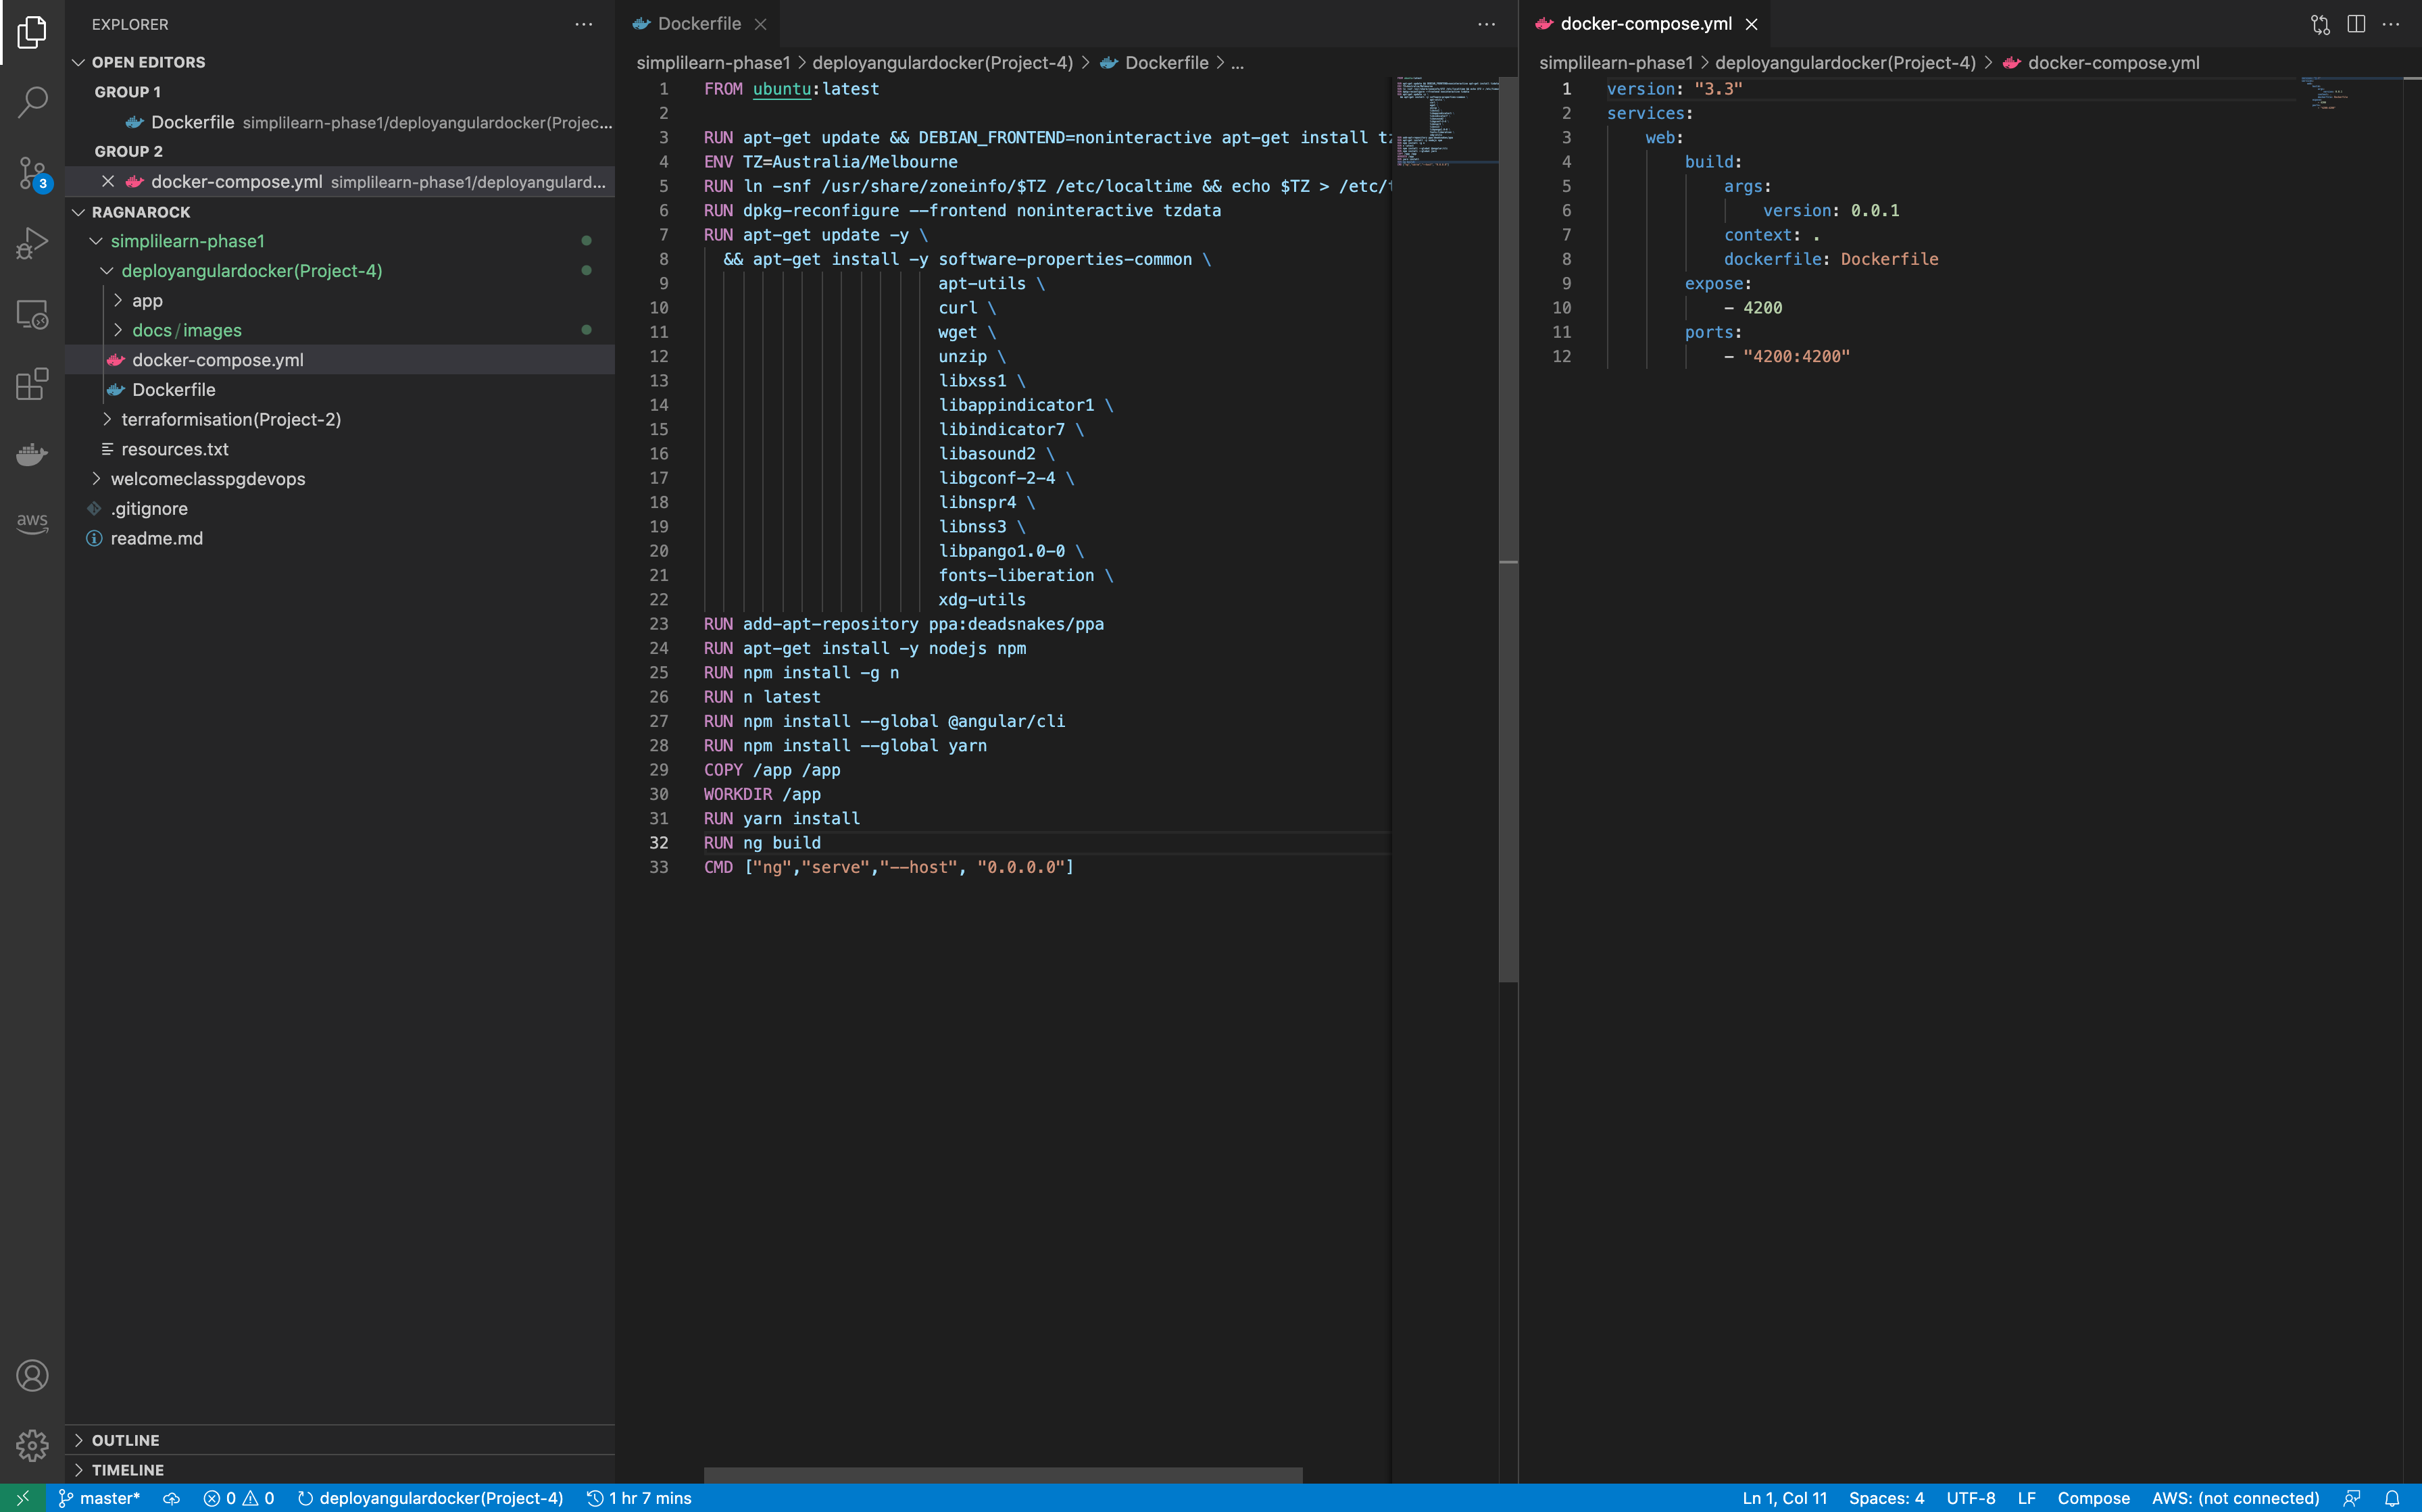 EXPLORER
OPEN EDITORS
GROUP 1
Dockerfile simplilearn-phase1/deployangulardocker(Projec...
GROUP 2
docker-compose.yml simplilearn-phase1/deployangulard...
RAGNAROCK
simplilearn-phase1
deployangulardocker(Project-4)
app
docs/images
docker-compose.yml
Dockerfile
terraformisation(Project-2)
resources.txt
welcomeclasspgdevops
.gitignore
readme.md
3
aws
OUTLINE
TIMELINE
Dockerfile
simplilearn-phase1 > deployangulardocker(Project-4) > Dockerfile > ...
1 FROM ubuntu:latest
2
3 RUN apt-get update && DEBIAN_FRONTEND=noninteractive apt-get install tz
4 ENV TZ=Australia/Melbourne
5 RUN ln -snf /usr/share/zoneinfo/$TZ /etc/localtime && echo $TZ > /etc/t
6 RUN dpkg-reconfigure --frontend noninteractive tzdata
7 RUN apt-get update -y \
8 && apt-get install -y software-properties-common \
9 apt-utils \
10 curl \
11 wget \
12 unzip \
13 libxss1 \
14 libappindicator1 \
15 libindicator7 \
16 libasound2 \
17 libgconf-2-4 \
18 libnspr4 \
19 libnss3 \
20 libpango1.0-0 \
21 fonts-liberation \
22 xdg-utils
23 RUN add-apt-repository ppa:deadsnakes/ppa
24 RUN apt-get install -y nodejs npm
25 RUN npm install -g n
26 RUN n latest
27 RUN npm install --global @angular/cli
28 RUN npm install --global yarn
29 COPY /app /app
30 WORKDIR /app
31 RUN yarn install
32 RUN ng build
33 CMD ["ng","serve","--host", "0.0.0.0"]
docker-compose.yml
simplilearn-phase1 > deployangulardocker(Project-4) > docker-compose.yml
1 version: "3.3"
2 services:
3 web:
4 build:
5 args:
6 version: 0.0.1
7 context: .
8 dockerfile: Dockerfile
9 expose:
10 - 4200
11 ports:
12 - "4200:4200"
master* 0 0 deployangulardocker(Project-4) 1 hr 7 mins Ln 1, Col 11 Spaces: 4 UTF-8 LF Compose AWS: (not connected)